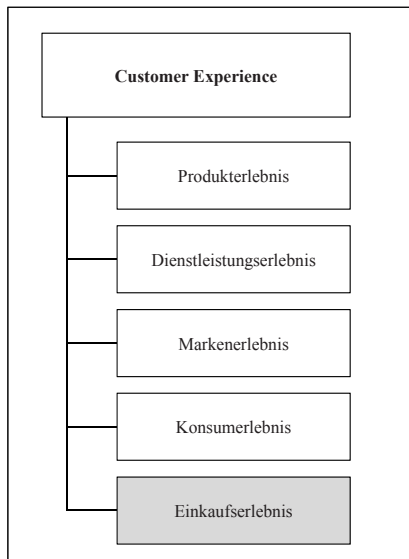 Customer Experience
Produkterlebnis
Dienstleistungserlebnis
Markenerlebnis
Konsumerlebnis
Einkaufserlebnis